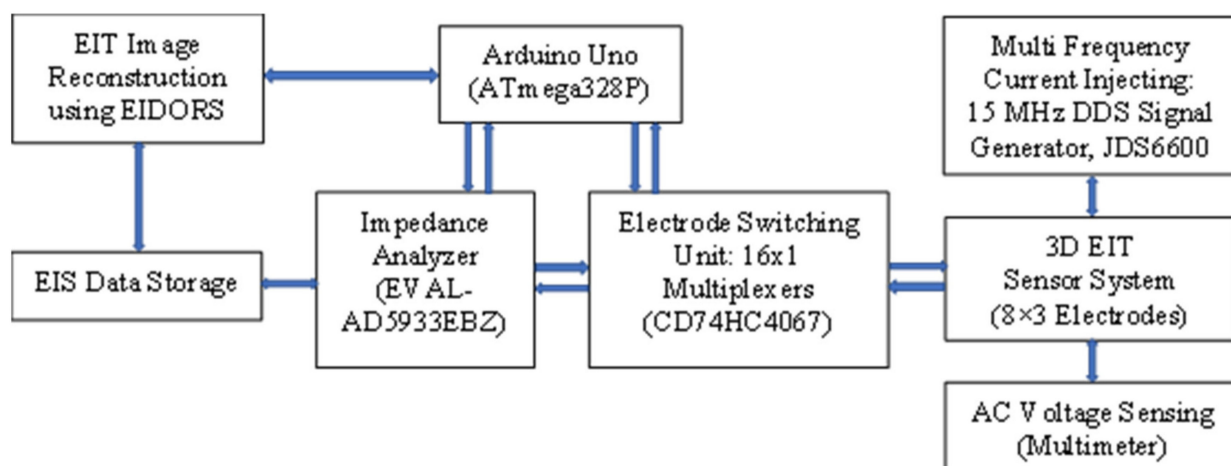 EIT Image
Reconstruction
using EIDORS
Arduino Uno
(ATmega328P)
Multi Frequency
Current Injecting:
15 MHz DDS Signal
Generator, JDS6600
EIS Data Storage
Impedance
Analyzer
(EVAL-
AD5933EBZ)
Electrode Switching
Unit: 16x1
Multiplexers
(CD74HC4067)
3D EIT
Sensor System
(8×3 Electrodes)
AC Voltage Sensing
(Multimeter)